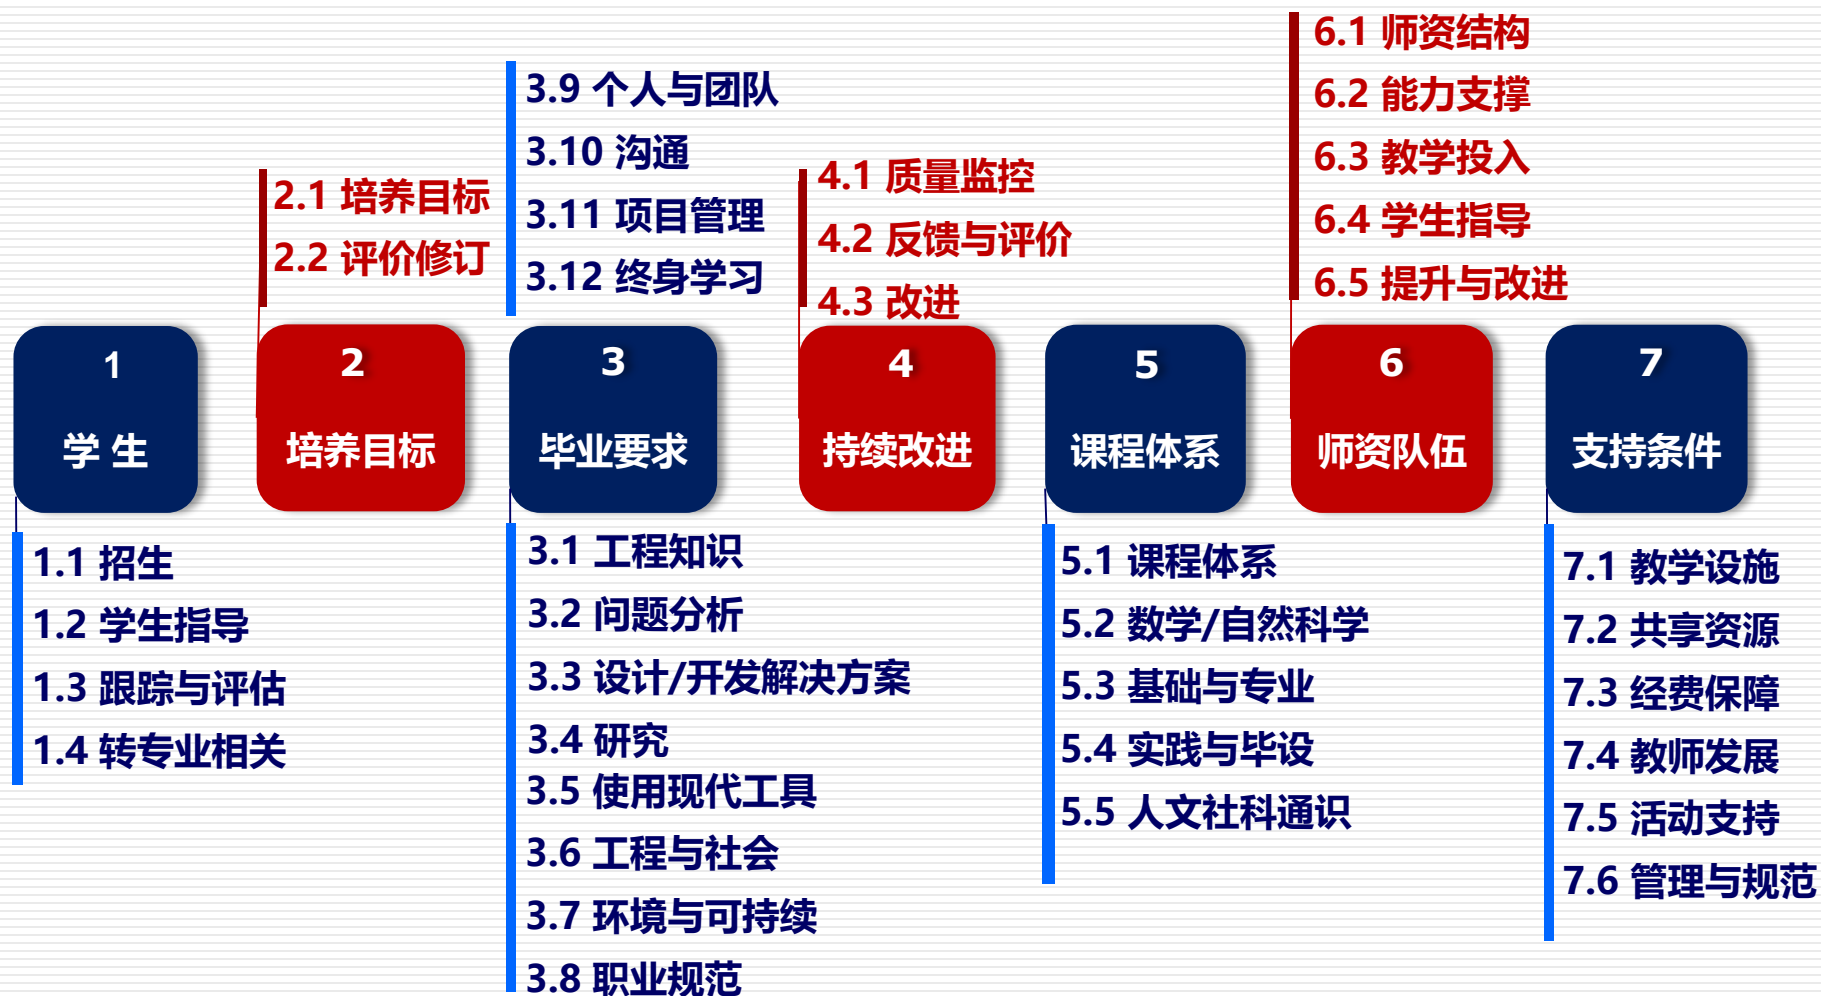 1
学 生
1.1 招生
1.2 学生指导
1.3 跟踪与评估
1.4 转专业相关
2.1 培养目标
2.2 评价修订
2
培养目标
3.9 个人与团队
3.10 沟通
3.11 项目管理
3.12 终身学习
3
毕业要求
3.1 工程知识
3.2 问题分析
3.3 设计/开发解决方案
3.4 研究
3.5 使用现代工具
3.6 工程与社会
3.7 环境与可持续
3.8 职业规范
4.1 质量监控
4.2 反馈与评价
4.3 改进
4
持续改进
5
课程体系
5.1 课程体系
5.2 数学/自然科学
5.3 基础与专业
5.4 实践与毕设
5.5 人文社科通识
6.1 师资结构
6.2 能力支撑
6.3 教学投入
6.4 学生指导
6.5 提升与改进
6
师资队伍
7
支持条件
7.1 教学设施
7.2 共享资源
7.3 经费保障
7.4 教师发展
7.5 活动支持
7.6 管理与规范